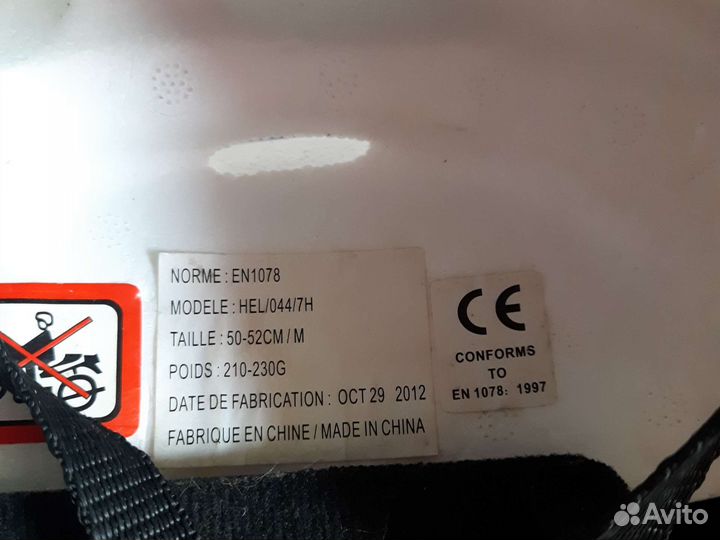 NORME : EN1078
MODELE : HEL/044/7H
TAILLE : 50-52CM / M
POIDS : 210-230G
DATE DE FABRICATION : OCT 29 2012
FABRIQUE EN CHINE / MADE IN CHINA
CE
CONFORMS
TO
EN 1078: 1997
Avito